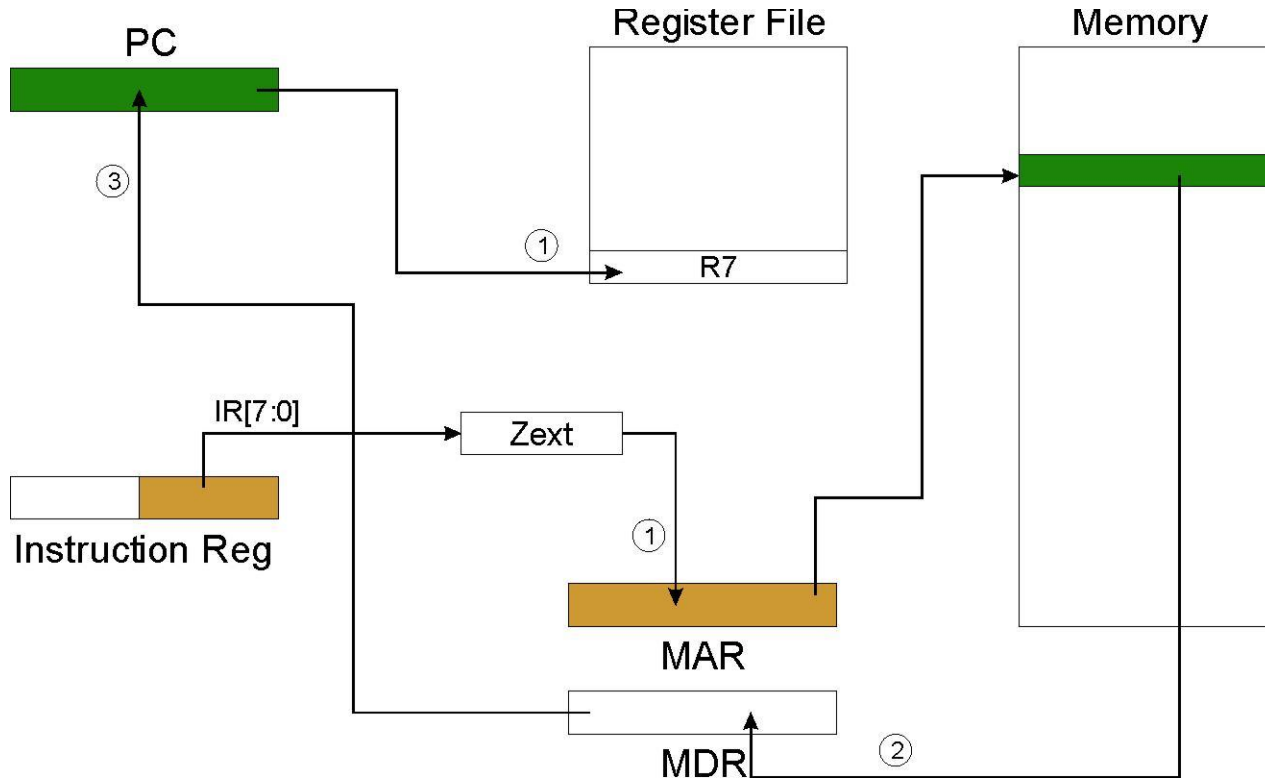 Register File
Memory
PC
3
1
R7
IR[7:0]
Zext
Instruction Reg
1
MAR
MDR
2